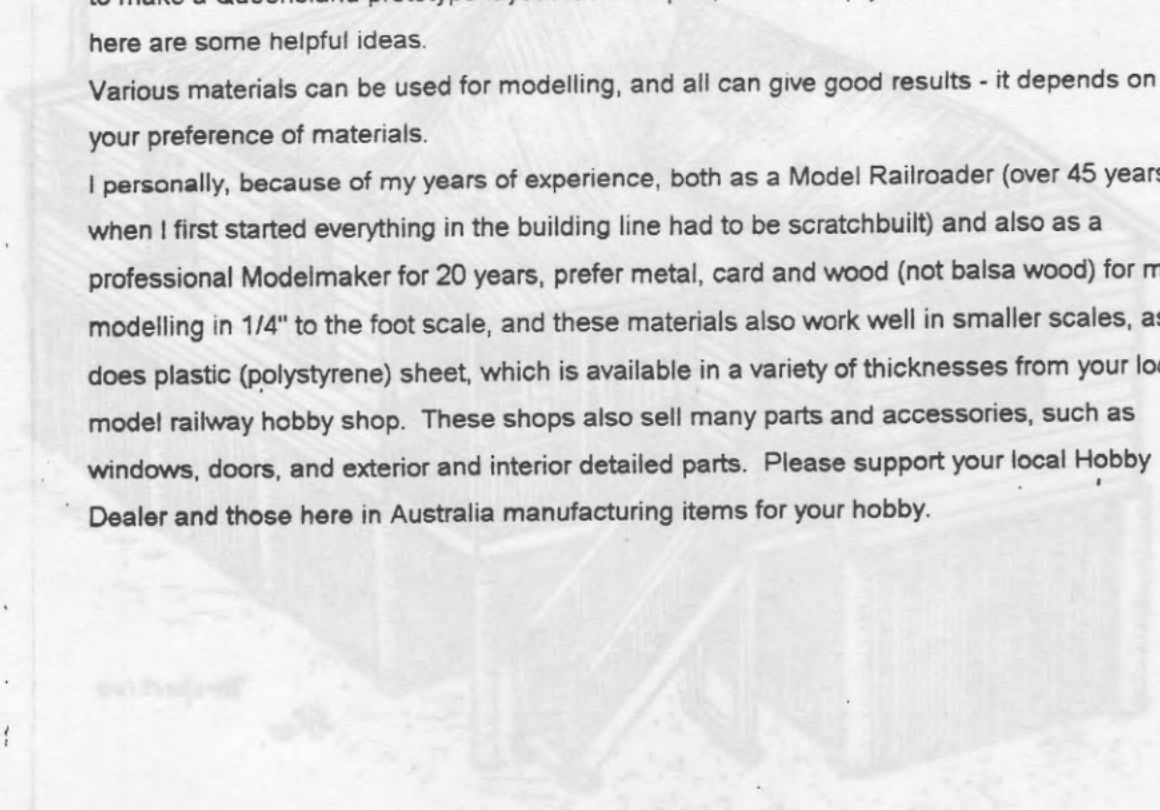 to make a Queensland prototype layout
here are some helpful ideas.
Various materials can be used for modelling, and all can give good results - it depends on
your preference of materials.
I personally, because of my years of experience, both as a Model Railroader (over 45 years
when I first started everything in the building line had to be scratchbuilt) and also as a
professional Modelmaker for 20 years, prefer metal, card and wood (not balsa wood) for m
modelling in 1/4" to the foot scale, and these materials also work well in smaller scales, as
does plastic (polystyrene) sheet, which is available in a variety of thicknesses from your loc
model railway hobby shop. These shops also sell many parts and accessories, such as
windows, doors, and exterior and interior detailed parts. Please support your local Hobby
Dealer and those here in Australia manufacturing items for your hobby.